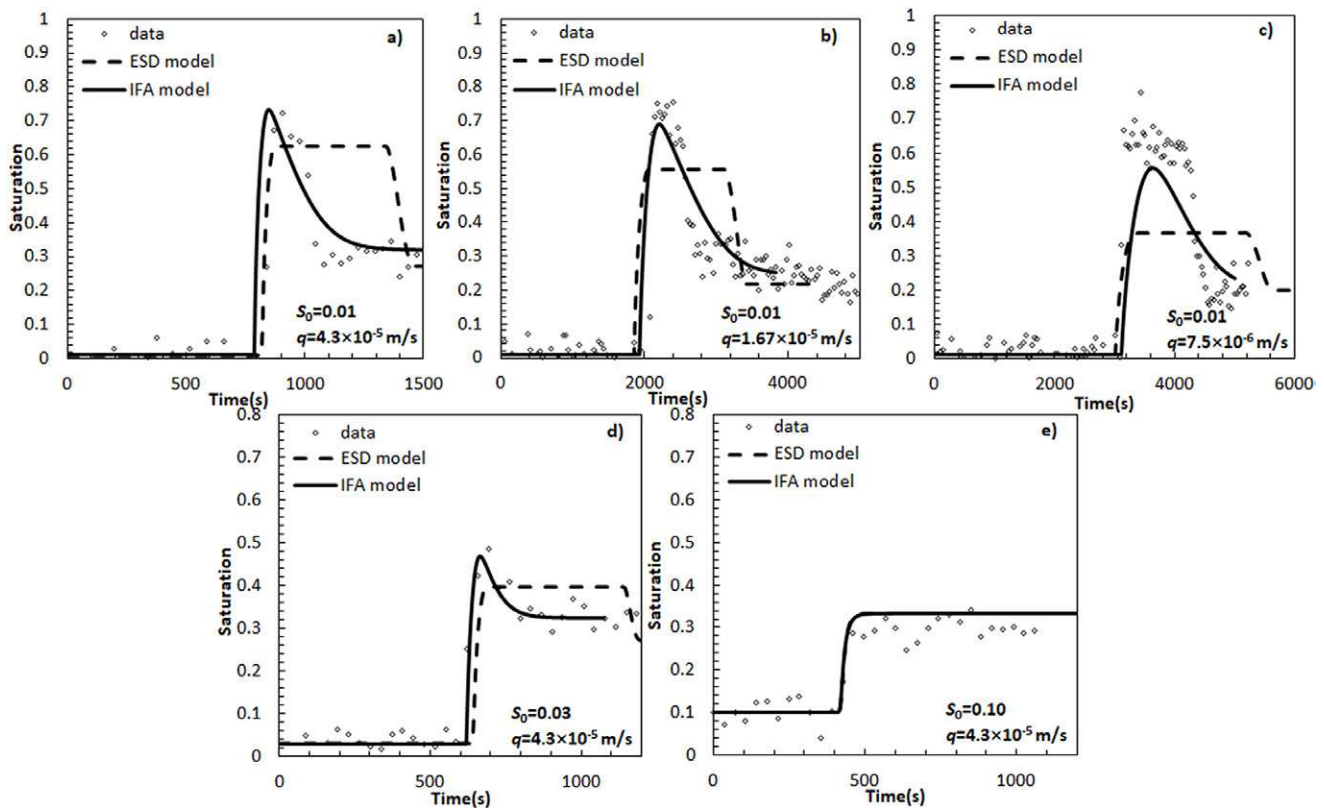 a)
data
ESD model
IFA model
Saturation
1
0.9
0.8
0.7
0.6
0.5
0.4
0.3
0.2
0.1
0
S0=0.01
q=4.3×10-5 m/s
0 500 1000 1500
Time(s)
b)
data
ESD model
IFA model
Saturation
1
0.9
0.8
0.7
0.6
0.5
0.4
0.3
0.2
0.1
0
S0=0.01
q=1.67×10-5 m/s
0 2000 4000
Time(s)
c)
data
ESD model
IFA model
Saturation
1
0.9
0.8
0.7
0.6
0.5
0.4
0.3
0.2
0.1
0
S0=0.01
q=7.5×10-6 m/s
0 2000 4000 6000
Time(s)
d)
data
ESD model
IFA model
Saturation
0.8
0.7
0.6
0.5
0.4
0.3
0.2
0.1
0
S0=0.03
q=4.3×10-5 m/s
0 500 1000
Time(s)
e)
data
ESD model
IFA model
Saturation
0.8
0.7
0.6
0.5
0.4
0.3
0.2
0.1
0
S0=0.10
q=4.3×10-5 m/s
0 500 1000
Time(s)